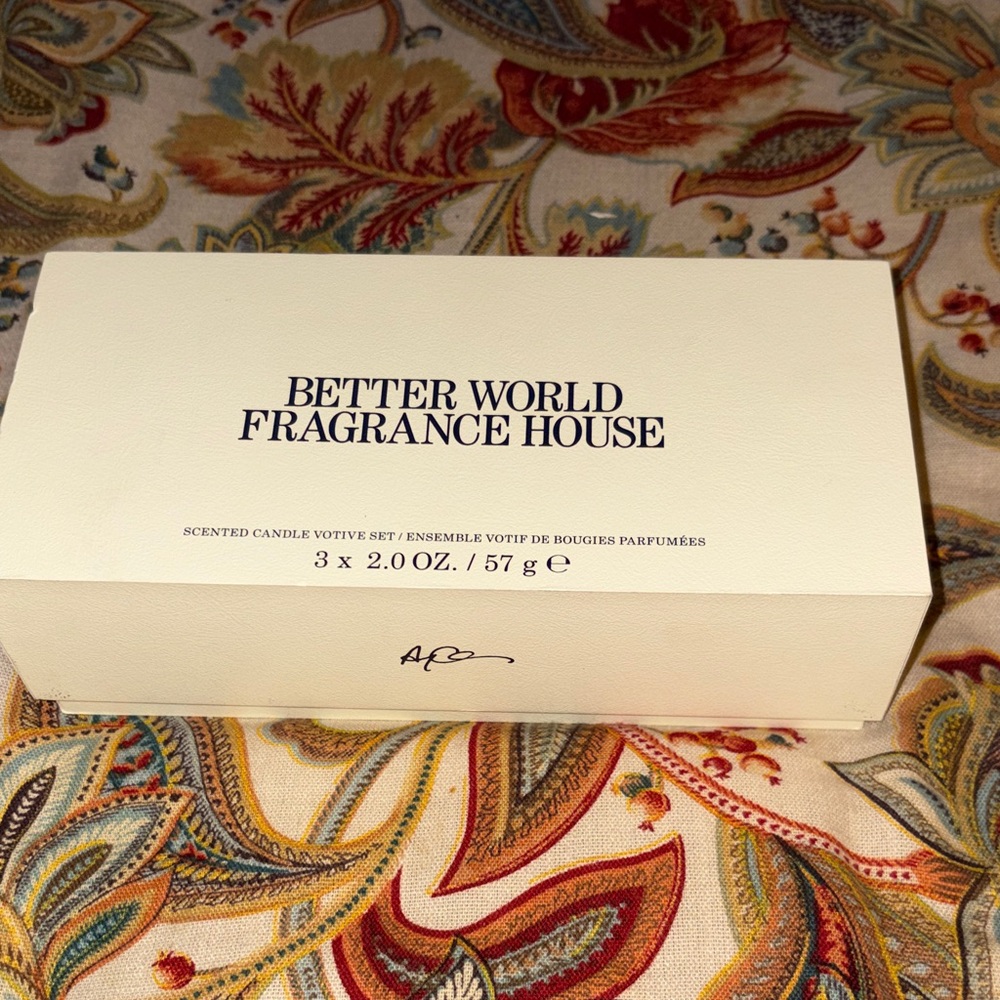 BETTER WORLD
FRAGRANCE HOUSE
SCENTED CANDLE VOTIVE SET / ENSEMBLE VOTIF DE BOUGIES PARFUMÉES
3 x 2.0 OZ. / 57 g ℮